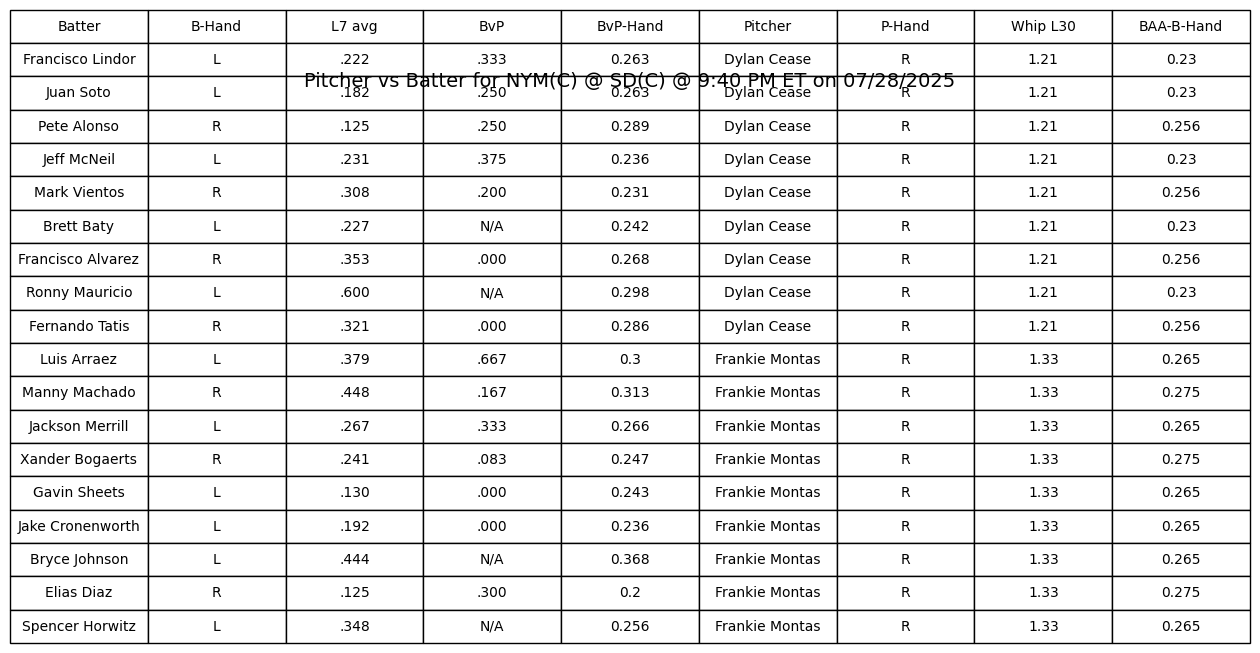 Batter B-Hand L7 avg BvP BvP-Hand Pitcher P-Hand Whip L30 BAA-B-Hand
Francisco Lindor L .222 .333 0.263 Dylan Cease R 1.21 0.23
Pitcher vs Batter for NYM(C) @ SD(C) @ 9:40 PM ET on 07/28/2025
Juan Soto L .182 .250 0.263 Dylan Cease R 1.21 0.23
Pete Alonso R .125 .250 0.289 Dylan Cease R 1.21 0.256
Jeff McNeil L .231 .375 0.236 Dylan Cease R 1.21 0.23
Mark Vientos R .308 .200 0.231 Dylan Cease R 1.21 0.256
Brett Baty L .227 N/A 0.242 Dylan Cease R 1.21 0.23
Francisco Alvarez R .353 .000 0.268 Dylan Cease R 1.21 0.256
Ronny Mauricio L .600 N/A 0.298 Dylan Cease R 1.21 0.23
Fernando Tatis R .321 .000 0.286 Dylan Cease R 1.21 0.256
Luis Arraez L .379 .667 0.3 Frankie Montas R 1.33 0.265
Manny Machado R .448 .167 0.313 Frankie Montas R 1.33 0.275
Jackson Merrill L .267 .333 0.266 Frankie Montas R 1.33 0.265
Xander Bogaerts R .241 .083 0.247 Frankie Montas R 1.33 0.275
Gavin Sheets L .130 .000 0.243 Frankie Montas R 1.33 0.265
Jake Cronenworth L .192 .000 0.236 Frankie Montas R 1.33 0.265
Bryce Johnson L .444 N/A 0.368 Frankie Montas R 1.33 0.265
Elias Diaz R .125 .300 0.2 Frankie Montas R 1.33 0.275
Spencer Horwitz L .348 N/A 0.256 Frankie Montas R 1.33 0.265